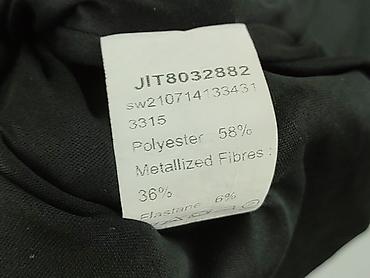 JIT8032882
sw210714133431
3315
Polyester 58%
Metallized Fibres :
36%
Elastane 6%